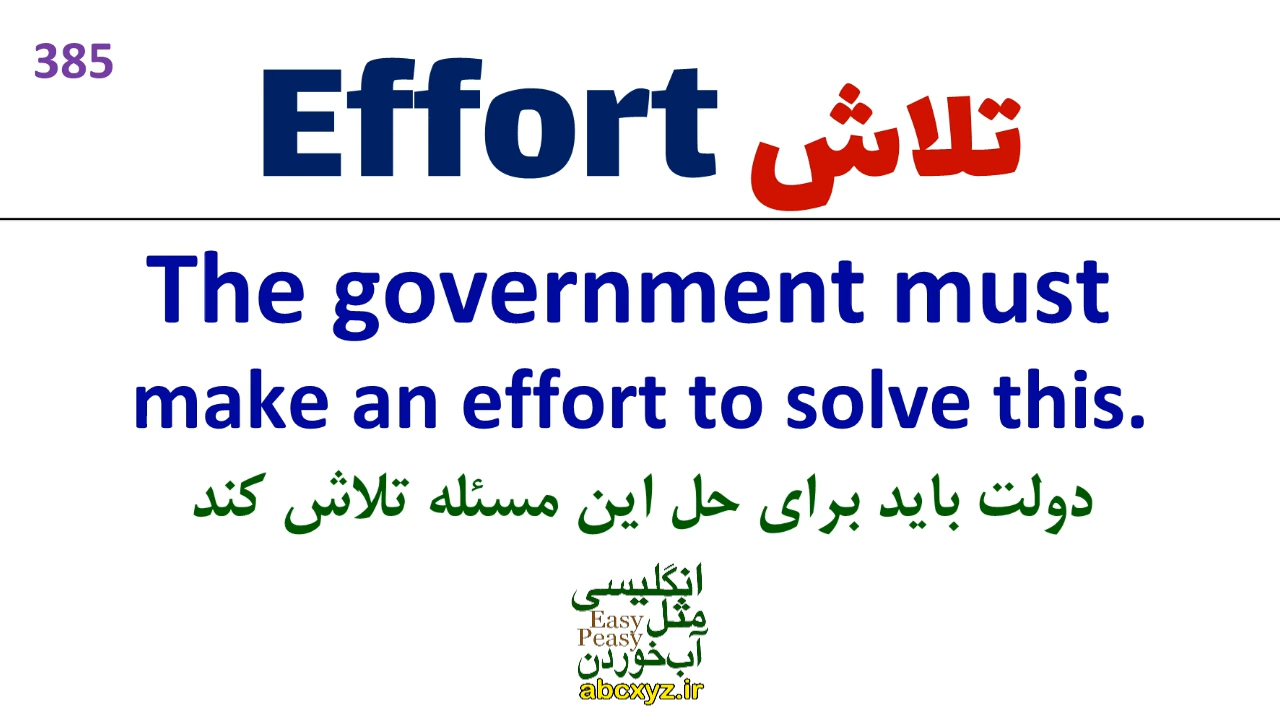 385
Effort تلاش
The government must
make an effort to solve this.
دولت باید برای حل این مسئله تلاش کند
انگلیسی
مثل
Easy
Peasy
آب‌خوردن
abcxyz.ir